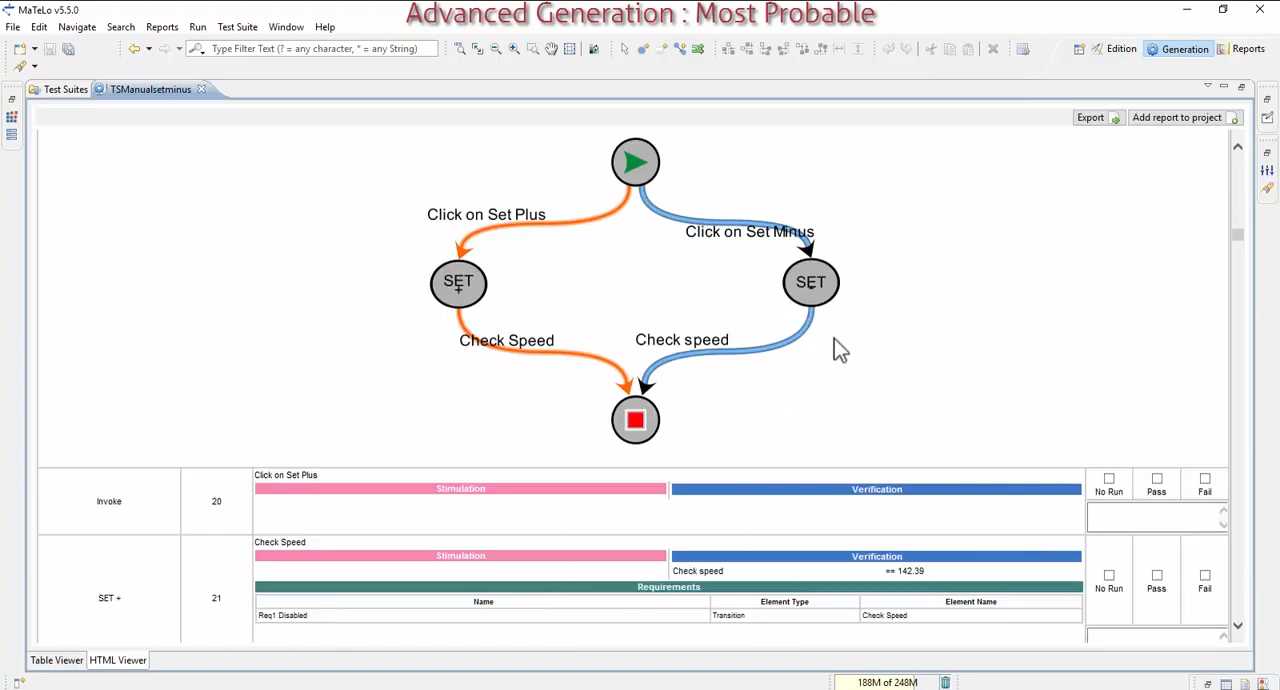 MaTeLo v5.5.0
Advanced Generation : Most Probable
File Edit Navigate Search Reports Run Test Suite Window Help
Type Filter Text (? = any character, * = any String)
Edition Generation Reports
Test Suites TSManualsetminus
Export Add report to project
Click on Set Plus
Click on Set Minus
SET
+
SET
-
Check Speed
Check speed
Invoke 20 Click on Set Plus
Stimulation Verification
No Run Pass Fail
SET + 21 Check Speed
Stimulation Verification
Check speed == 142.39
Requirements
No Run Pass Fail
Name Element Type Element Name
Req1 Disabled Transition Check Speed
Table Viewer HTML Viewer
188M of 248M